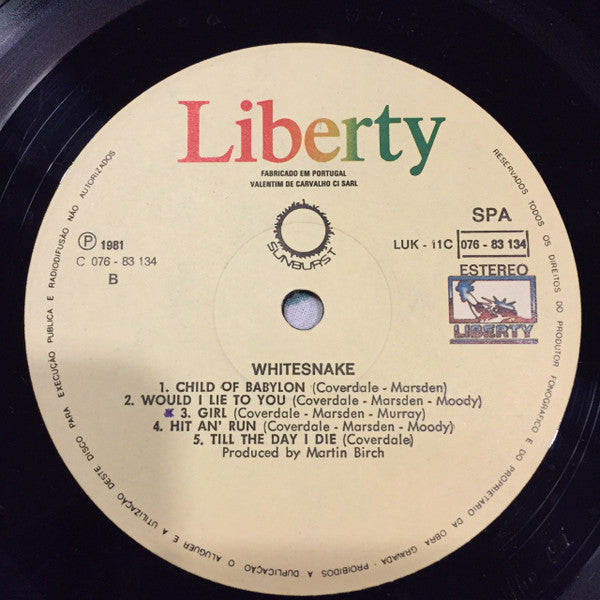 Liberty
FABRICADO EM PORTUGAL
VALENTIM DE CARVALHO CI SARL
SUNBURST
P 1981
C 076 - 83 134
B
SPA
LUK - 11C 076 - 83 134
ESTEREO
LIBERTY
WHITESNAKE
1. CHILD OF BABYLON (Coverdale - Marsden)
2. WOULD I LIE TO YOU (Coverdale - Marsden - Moody)
* 3. GIRL (Coverdale - Marsden - Murray)
4. HIT AN' RUN (Coverdale - Marsden - Moody)
5. TILL THE DAY I DIE (Coverdale)
Produced by Martin Birch
RESERVADOS TODOS OS DIREITOS DO PRODUTOR FONOGRAFICO E DO PROPRIETARIO DA OBRA GRAVADA - PROIBIDOS A DUPLICAÇAO O ALUGUER E A UTILIZAÇÃO DESTE DISCO PARA EXECUÇÃO PUBLICA E RADIODIFUSÃO NÃO AUTORIZADOS